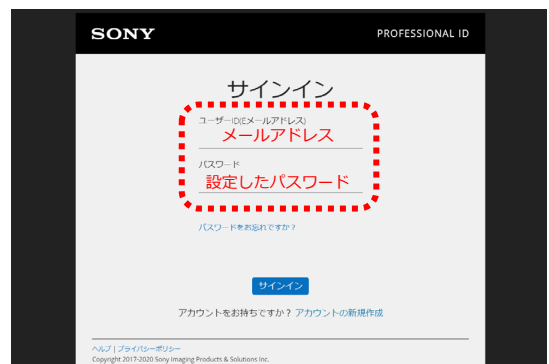 SONY
PROFESSIONAL ID
サインイン
ユーザーID(Eメールアドレス)
メールアドレス
パスワード
設定したパスワード
パスワードをお忘れですか?
サインイン
アカウントをお持ちですか? アカウントの新規作成
ヘルプ | プライバシーポリシー
Copyright 2017-2020 Sony Imaging Products & Solutions Inc.